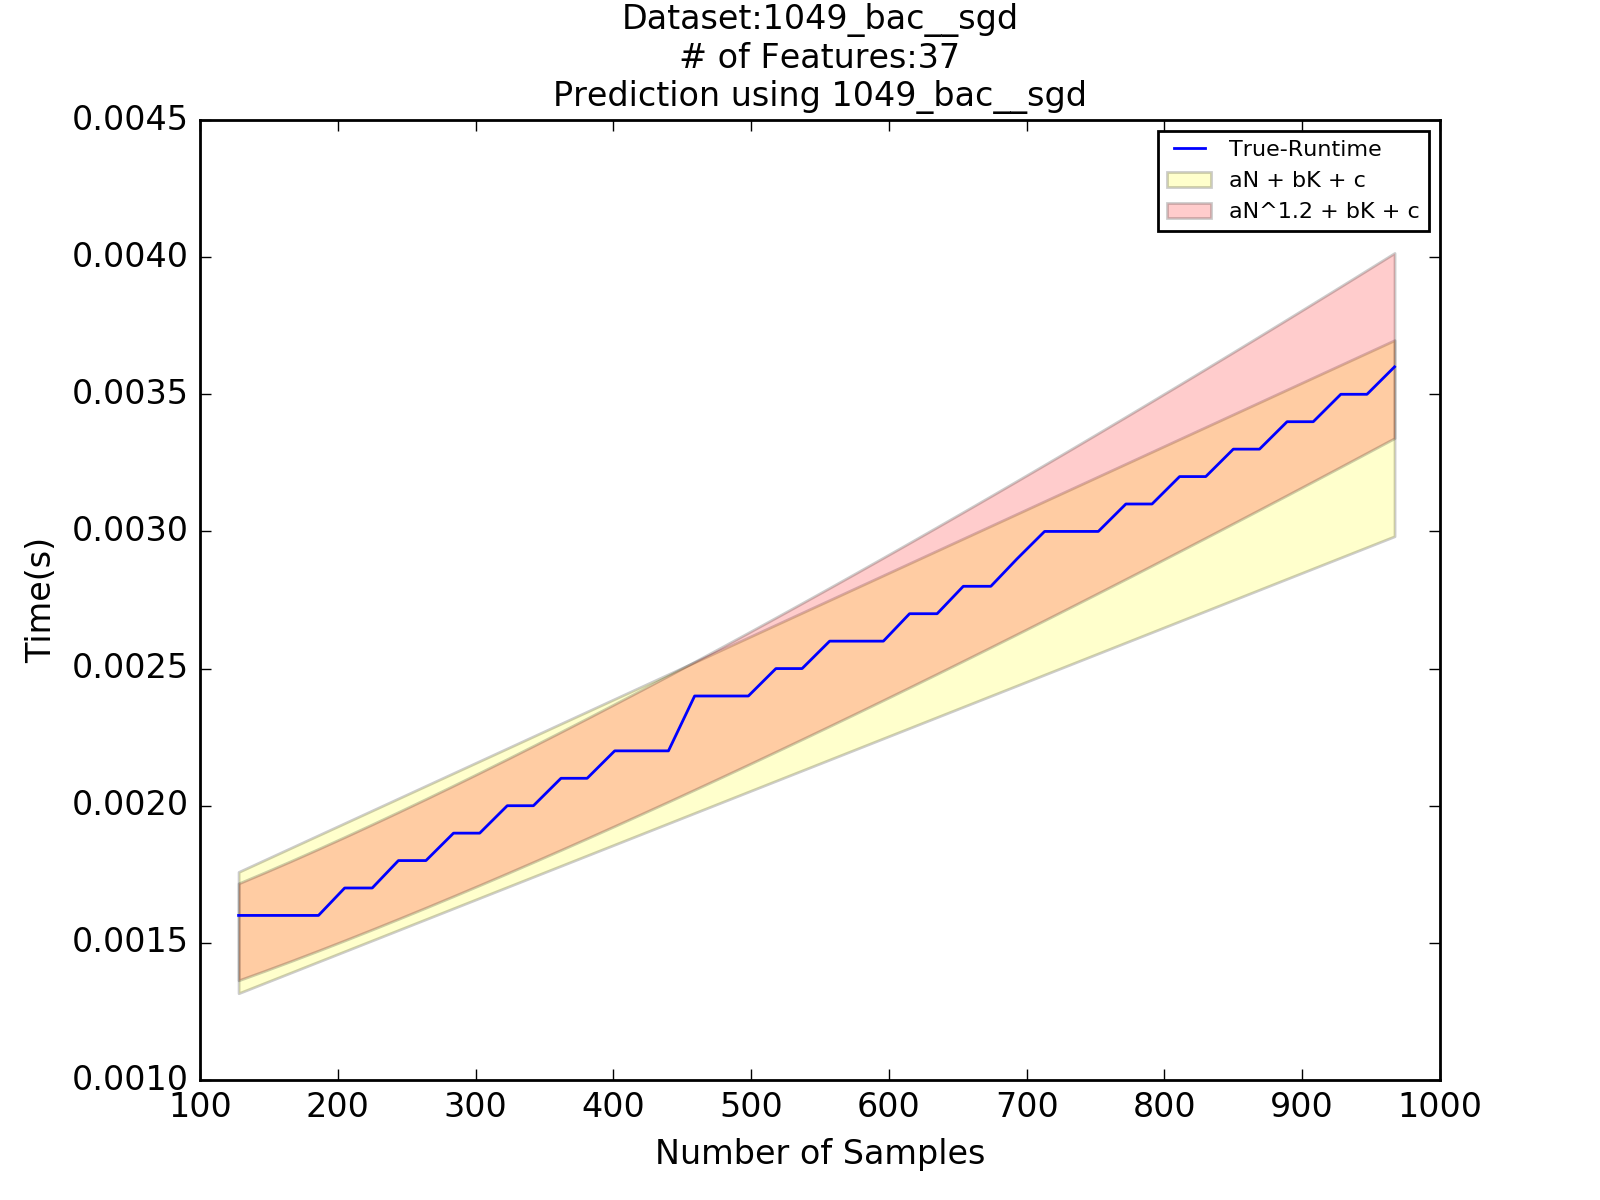 Dataset:1049_bac__sgd
# of Features:37
Prediction using 1049_bac__sgd
0.0045
0.0040
0.0035
0.0030
0.0025
0.0020
0.0015
0.0010
Time(s)
True-Runtime
aN + bK + c
aN^1.2 + bK + c
100 200 300 400 500 600 700 800 900 1000
Number of Samples